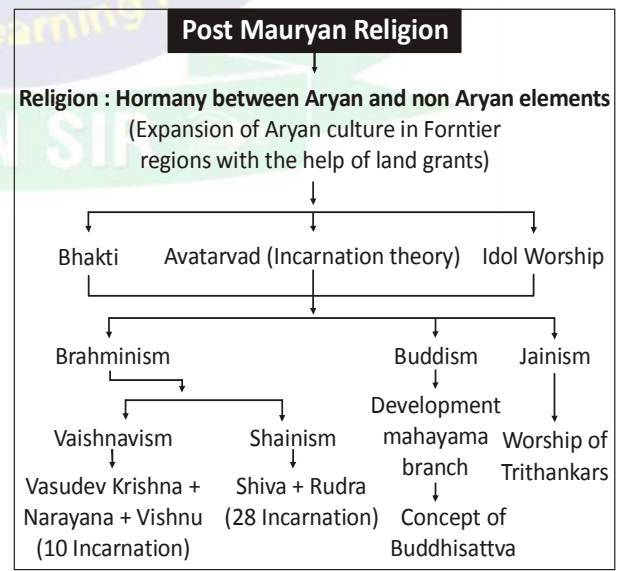 Post Mauryan Religion
Religion : Hormany between Aryan and non Aryan elements
(Expansion of Aryan culture in Forntier
regions with the help of land grants)
Bhakti
Avatarvad (Incarnation theory)
Idol Worship
Brahminism
Buddism
Jainism
Vaishnavism
Shainism
Development
mahayama
branch
Worship of
Trithankars
Vasudev Krishna +
Narayana + Vishnu
(10 Incarnation)
Shiva + Rudra
(28 Incarnation)
Concept of
Buddhisattva